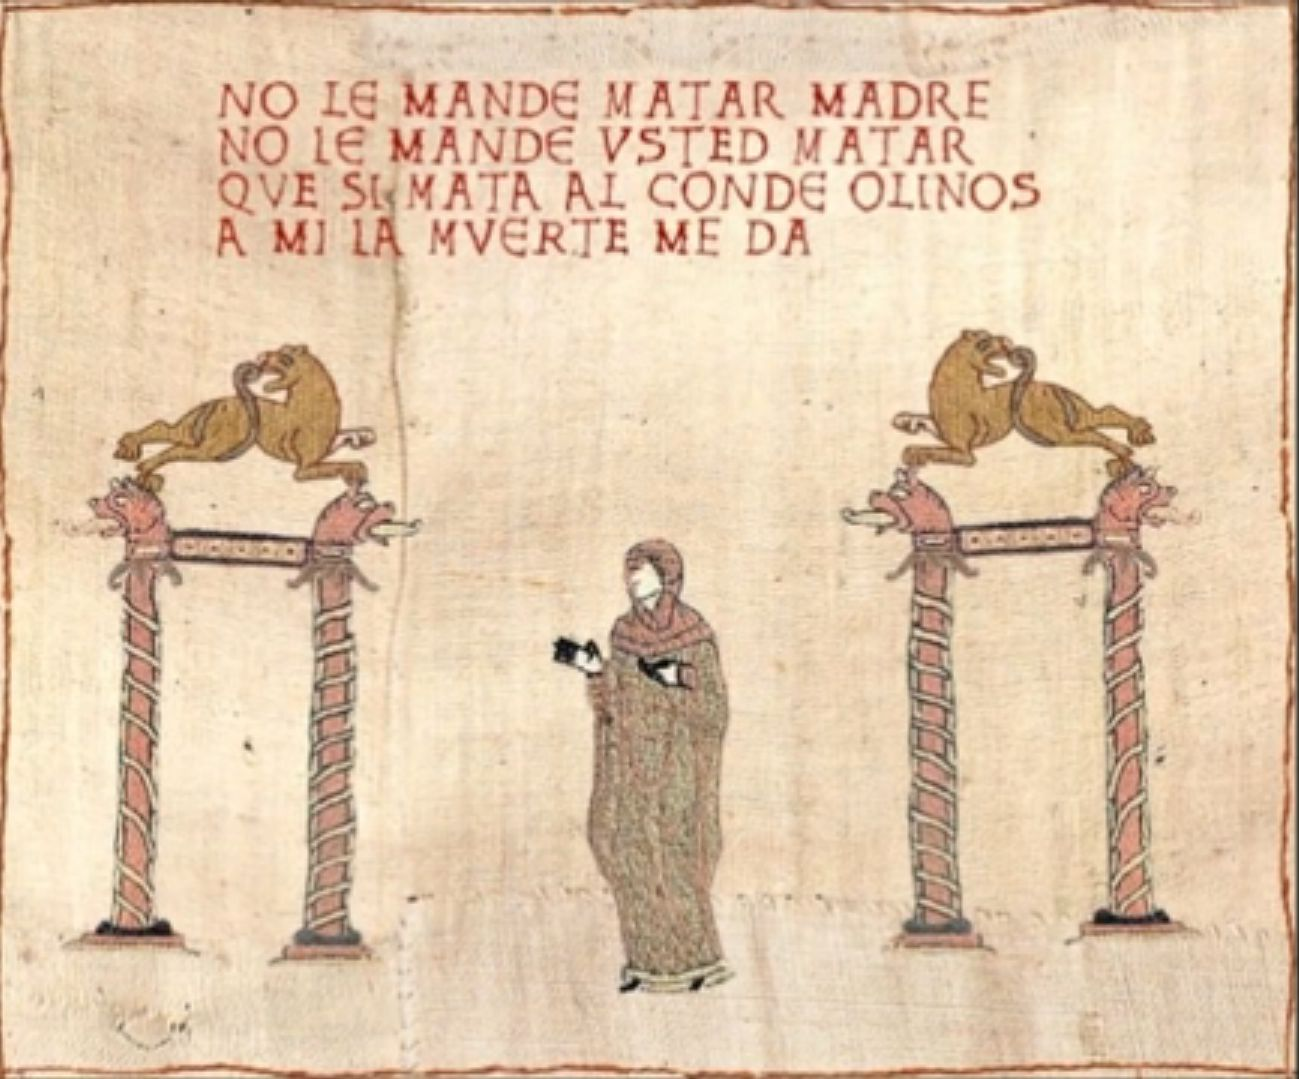 NO LE MANDE MATAR MADRE
NO LE MANDE VSTED MATAR
QVE SI MATA AL CONDE OLINOS
A MI LA MVERTE ME DA